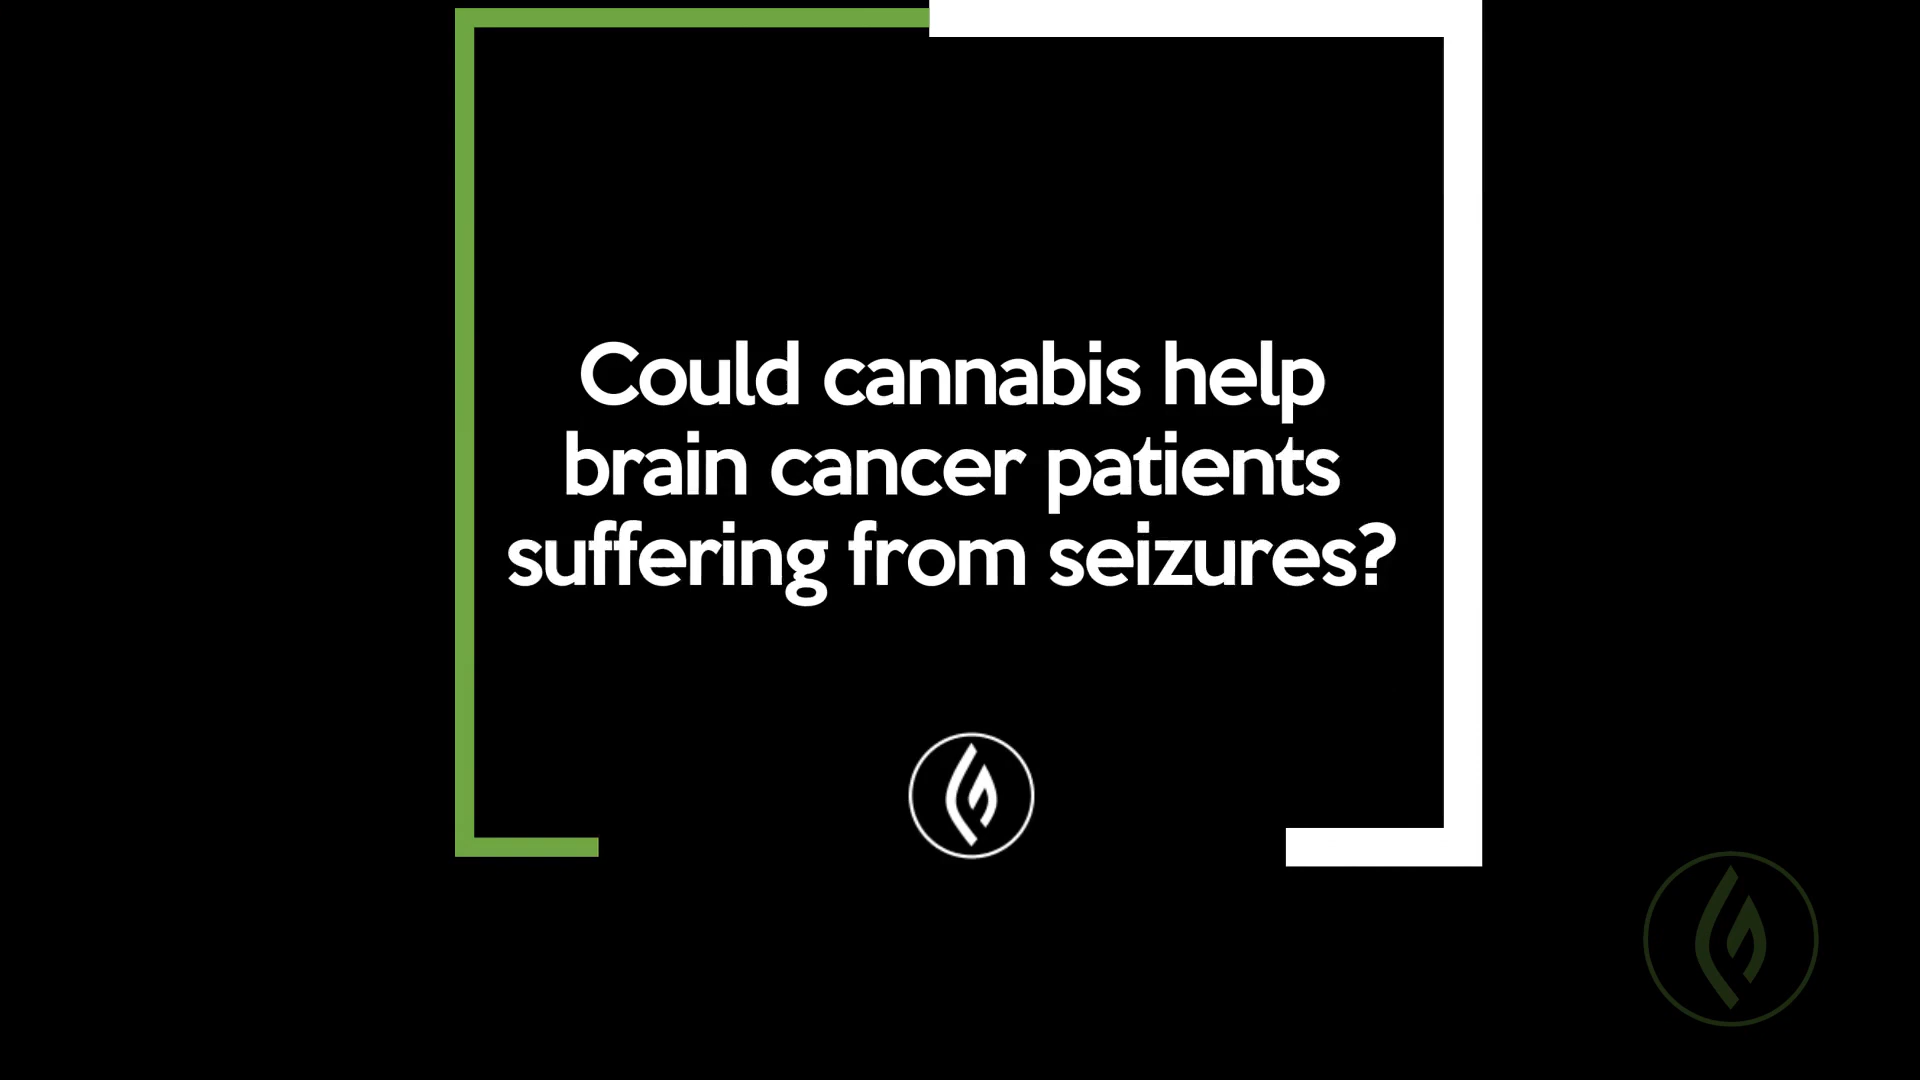 Could cannabis help
brain cancer patients
suffering from seizures?